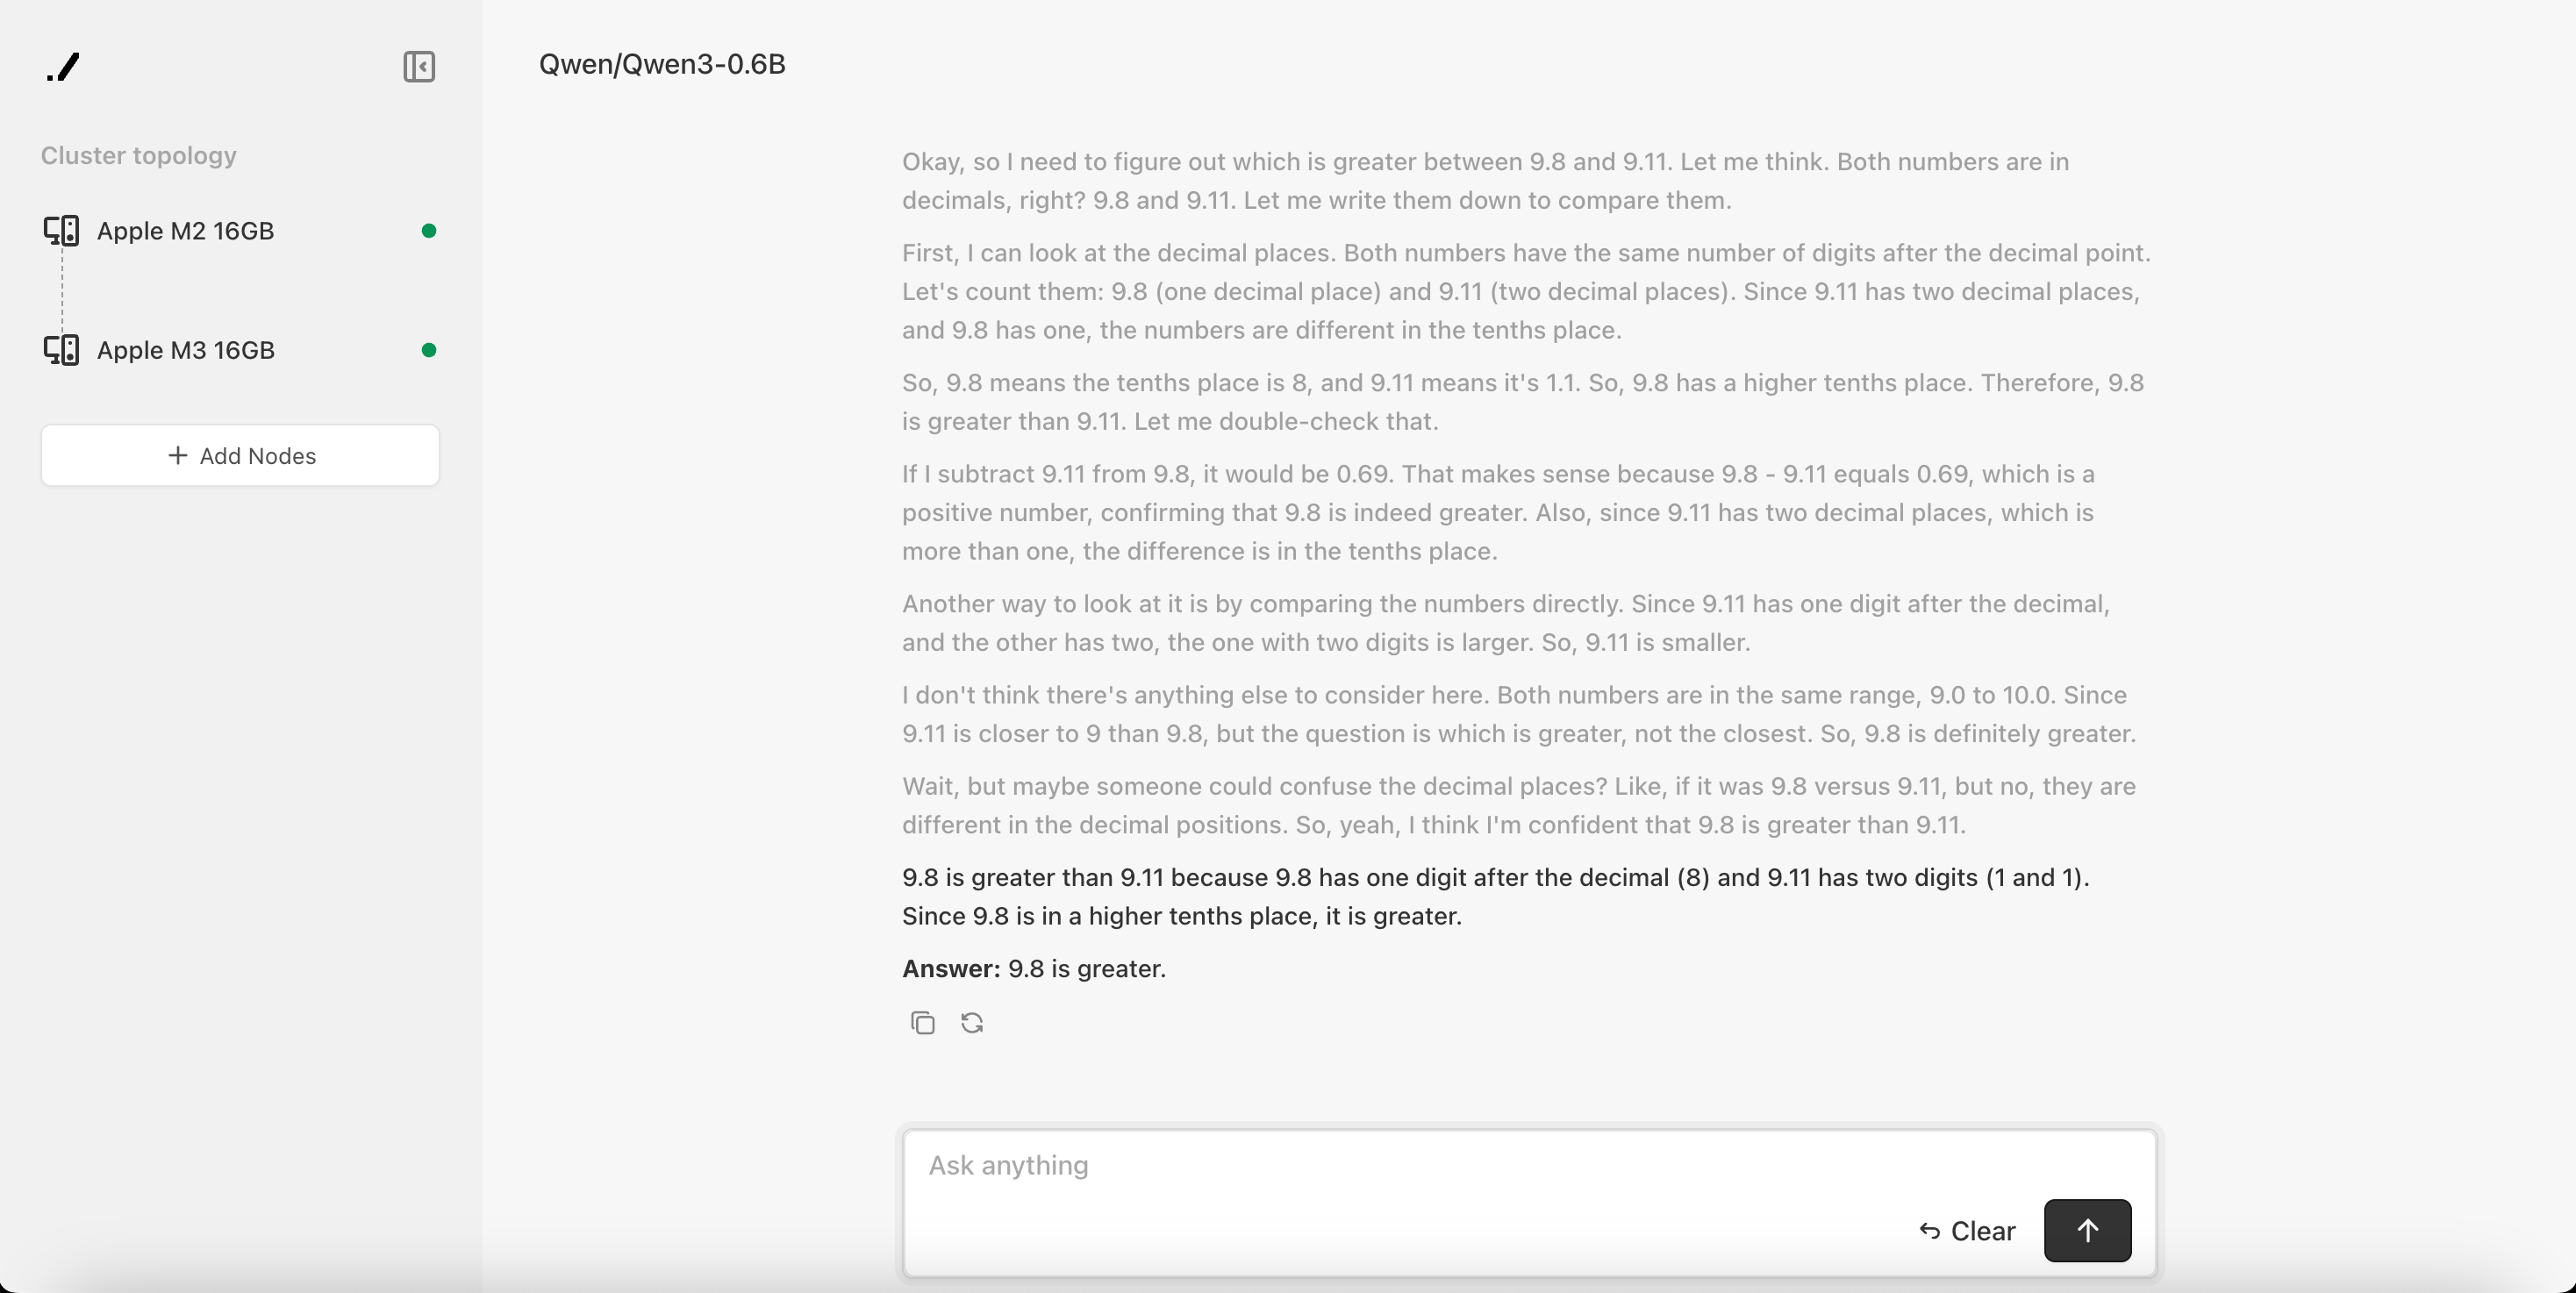 Qwen/Qwen3-0.6B
Cluster topology
Apple M2 16GB
Apple M3 16GB
+ Add Nodes
Okay, so I need to figure out which is greater between 9.8 and 9.11. Let me think. Both numbers are in
decimals, right? 9.8 and 9.11. Let me write them down to compare them.
First, I can look at the decimal places. Both numbers have the same number of digits after the decimal point.
Let's count them: 9.8 (one decimal place) and 9.11 (two decimal places). Since 9.11 has two decimal places,
and 9.8 has one, the numbers are different in the tenths place.
So, 9.8 means the tenths place is 8, and 9.11 means it's 1.1. So, 9.8 has a higher tenths place. Therefore, 9.8
is greater than 9.11. Let me double-check that.
If I subtract 9.11 from 9.8, it would be 0.69. That makes sense because 9.8 - 9.11 equals 0.69, which is a
positive number, confirming that 9.8 is indeed greater. Also, since 9.11 has two decimal places, which is
more than one, the difference is in the tenths place.
Another way to look at it is by comparing the numbers directly. Since 9.11 has one digit after the decimal,
and the other has two, the one with two digits is larger. So, 9.11 is smaller.
I don't think there's anything else to consider here. Both numbers are in the same range, 9.0 to 10.0. Since
9.11 is closer to 9 than 9.8, but the question is which is greater, not the closest. So, 9.8 is definitely greater.
Wait, but maybe someone could confuse the decimal places? Like, if it was 9.8 versus 9.11, but no, they are
different in the decimal positions. So, yeah, I think I'm confident that 9.8 is greater than 9.11.
9.8 is greater than 9.11 because 9.8 has one digit after the decimal (8) and 9.11 has two digits (1 and 1).
Since 9.8 is in a higher tenths place, it is greater.
Answer: 9.8 is greater.
Ask anything
Clear